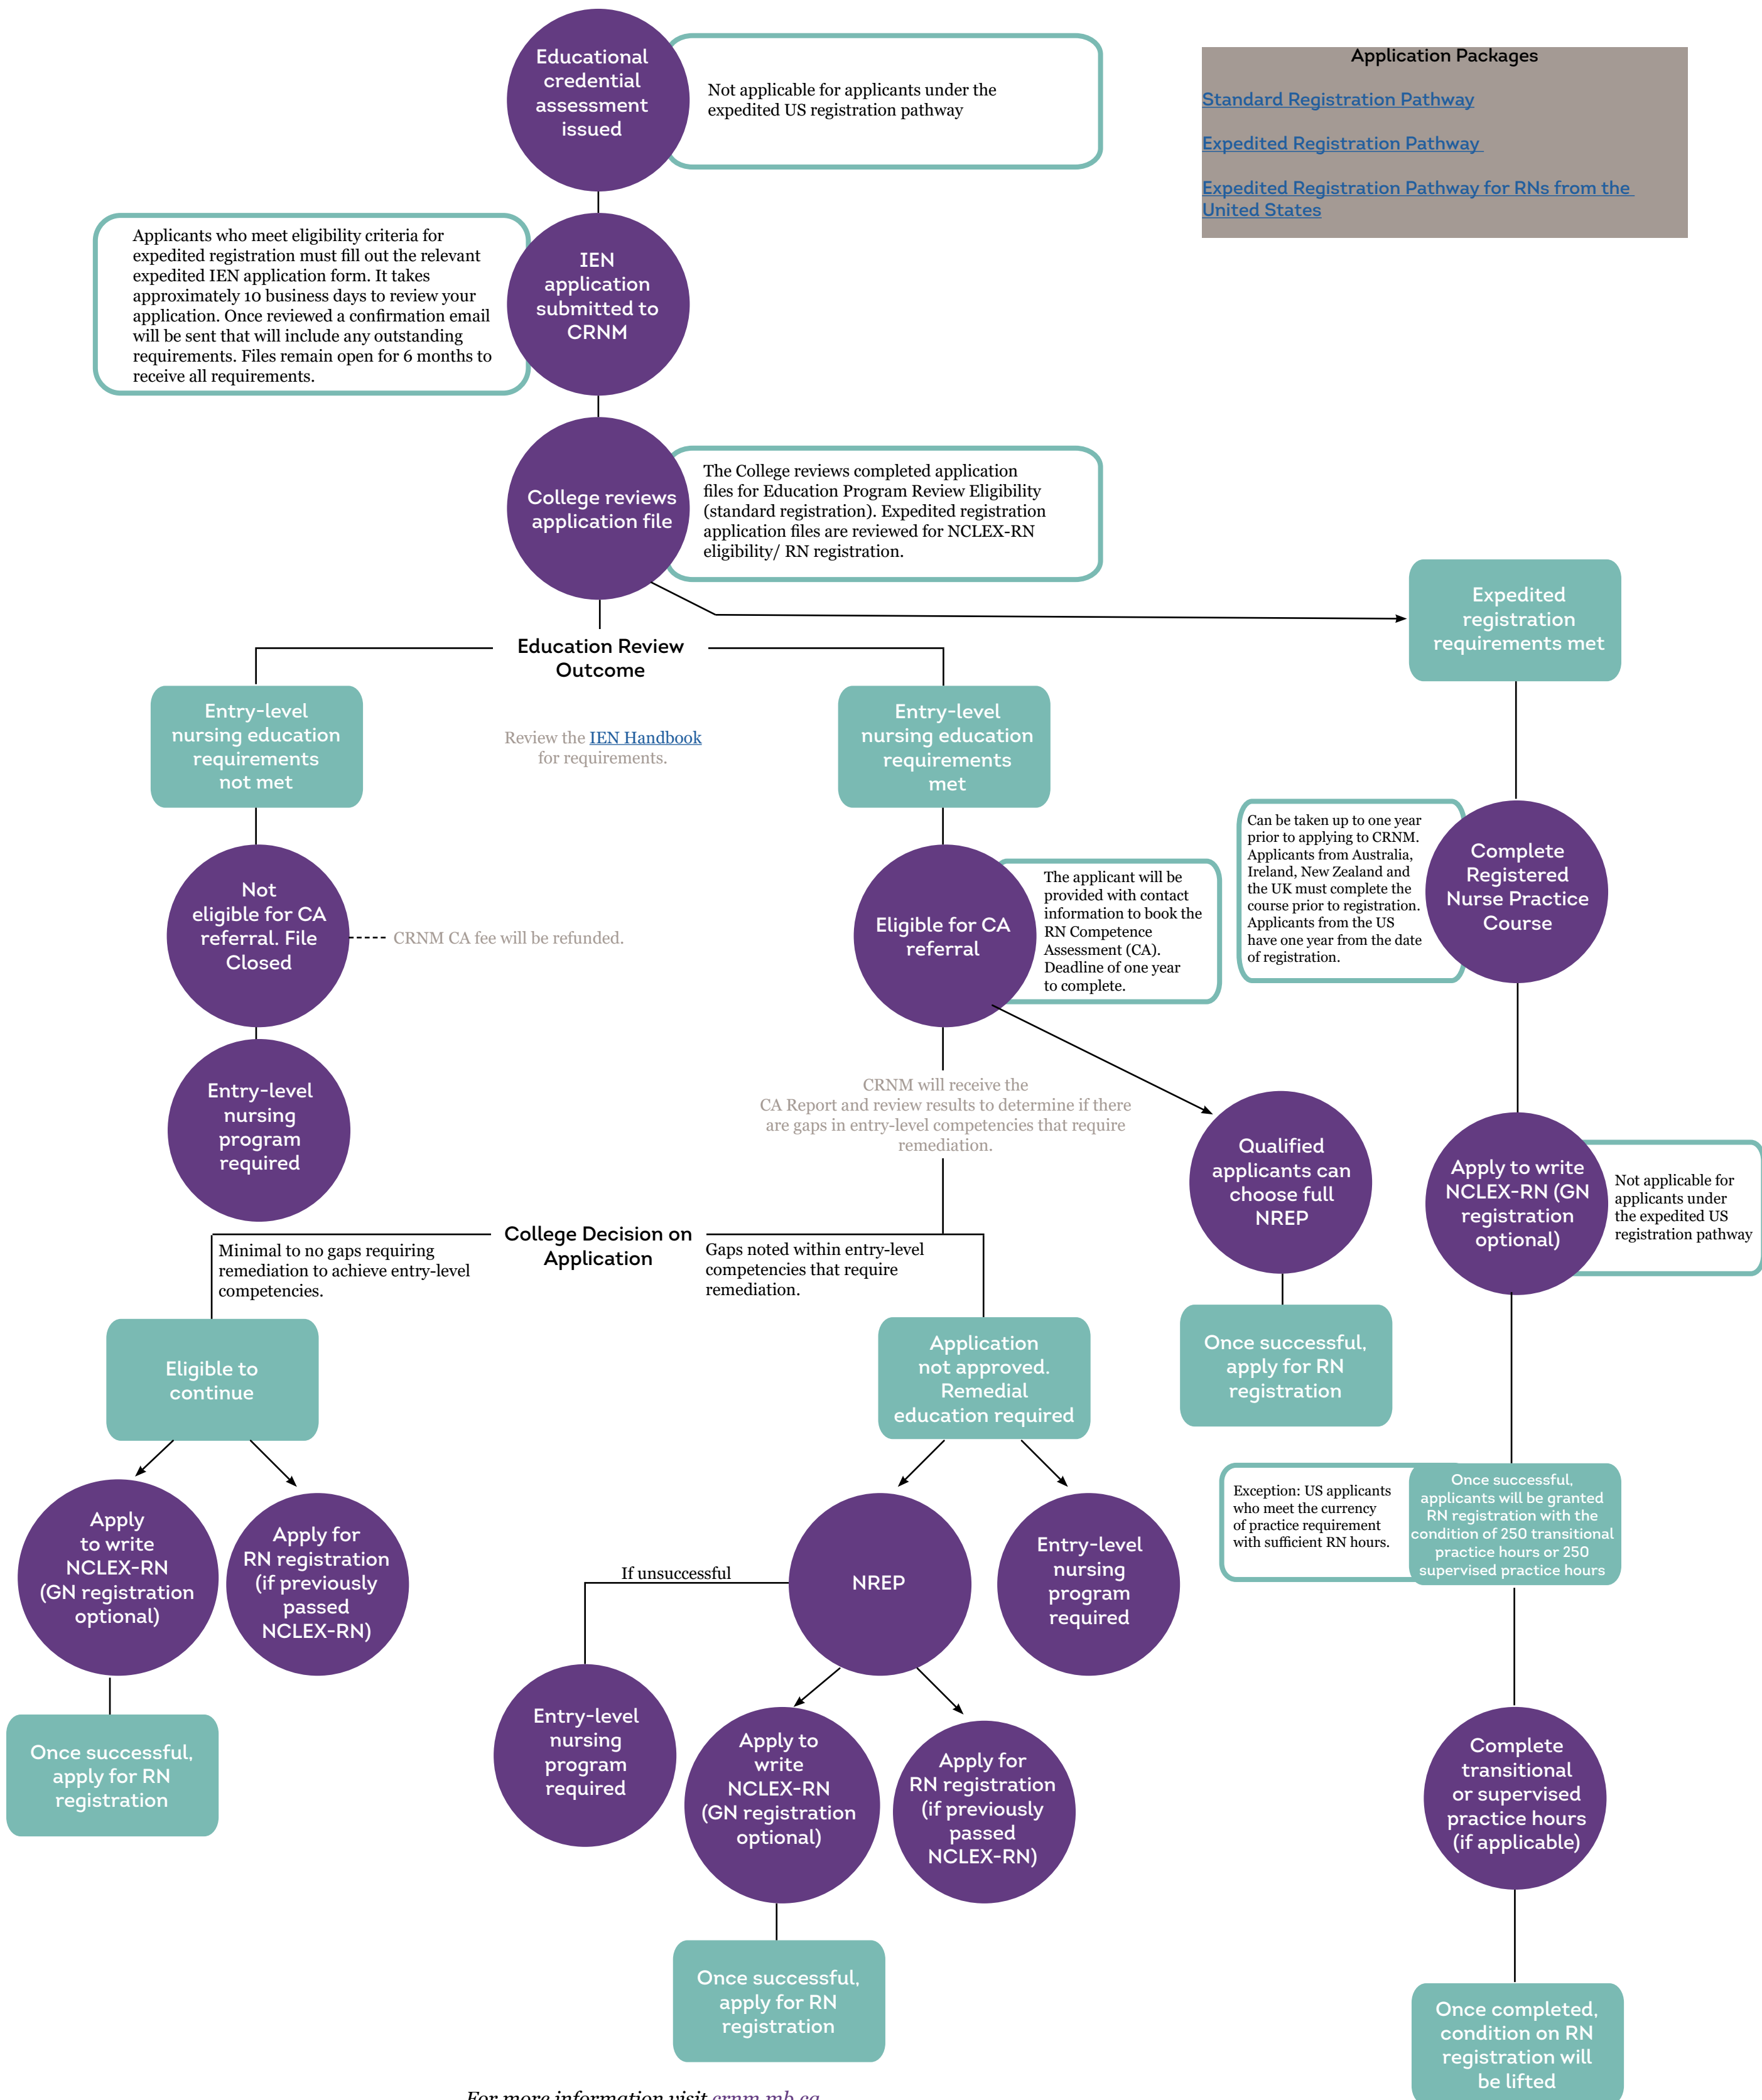 Educational
credential
assessment
issued
Not applicable for applicants under the
expedited US registration pathway
Application Packages
Standard Registration Pathway
Expedited Registration Pathway
Expedited Registration Pathway for RNs from the
United States
Applicants who meet eligibility criteria for
expedited registration must fill out the relevant
expedited IEN application form. It takes
approximately 10 business days to review your
application. Once reviewed a confirmation email
will be sent that will include any outstanding
requirements. Files remain open for 6 months to
receive all requirements.
IEN
application
submitted to
CRNM
College reviews
application file
The College reviews completed application
files for Education Program Review Eligibility
(standard registration). Expedited registration
application files are reviewed for NCLEX-RN
eligibility/ RN registration.
Expedited
registration
requirements met
Education Review
Outcome
Entry-level
nursing education
requirements
not met
Review the IEN Handbook
for requirements.
Entry-level
nursing education
requirements
met
Not
eligible for CA
referral. File
Closed
CRNM CA fee will be refunded.
Eligible for CA
referral
The applicant will be
provided with contact
information to book the
RN Competence
Assessment (CA).
Deadline of one year
to complete.
Can be taken up to one year
prior to applying to CRNM.
Applicants from Australia,
Ireland, New Zealand and
the UK must complete the
course prior to registration.
Applicants from the US
have one year from the date
of registration.
Complete
Registered
Nurse Practice
Course
Entry-level
nursing
program
required
CRNM will receive the
CA Report and review results to determine if there
are gaps in entry-level competencies that require
remediation.
Qualified
applicants can
choose full
NREP
Apply to write
NCLEX-RN (GN
registration
optional)
Not applicable for
applicants under
the expedited US
registration pathway
College Decision on
Application
Minimal to no gaps requiring
remediation to achieve entry-level
competencies.
Gaps noted within entry-level
competencies that require
remediation.
Eligible to
continue
Application
not approved.
Remedial
education required
Once successful,
apply for RN
registration
Exception: US applicants
who meet the currency
of practice requirement
with sufficient RN hours.
Once successful,
applicants will be granted
RN registration with the
condition of 250 transitional
practice hours or 250
supervised practice hours
Apply
to write
NCLEX-RN
(GN registration
optional)
Apply for
RN registration
(if previously
passed
NCLEX-RN)
If unsuccessful
NREP
Entry-level
nursing
program
required
Once successful,
apply for RN
registration
Entry-level
nursing
program
required
Apply to
write
NCLEX-RN
(GN registration
optional)
Apply for
RN registration
(if previously
passed
NCLEX-RN)
Complete
transitional
or supervised
practice hours
(if applicable)
Once successful,
apply for RN
registration
Once completed,
condition on RN
registration will
be lifted
For more information visit crnm.mb.ca